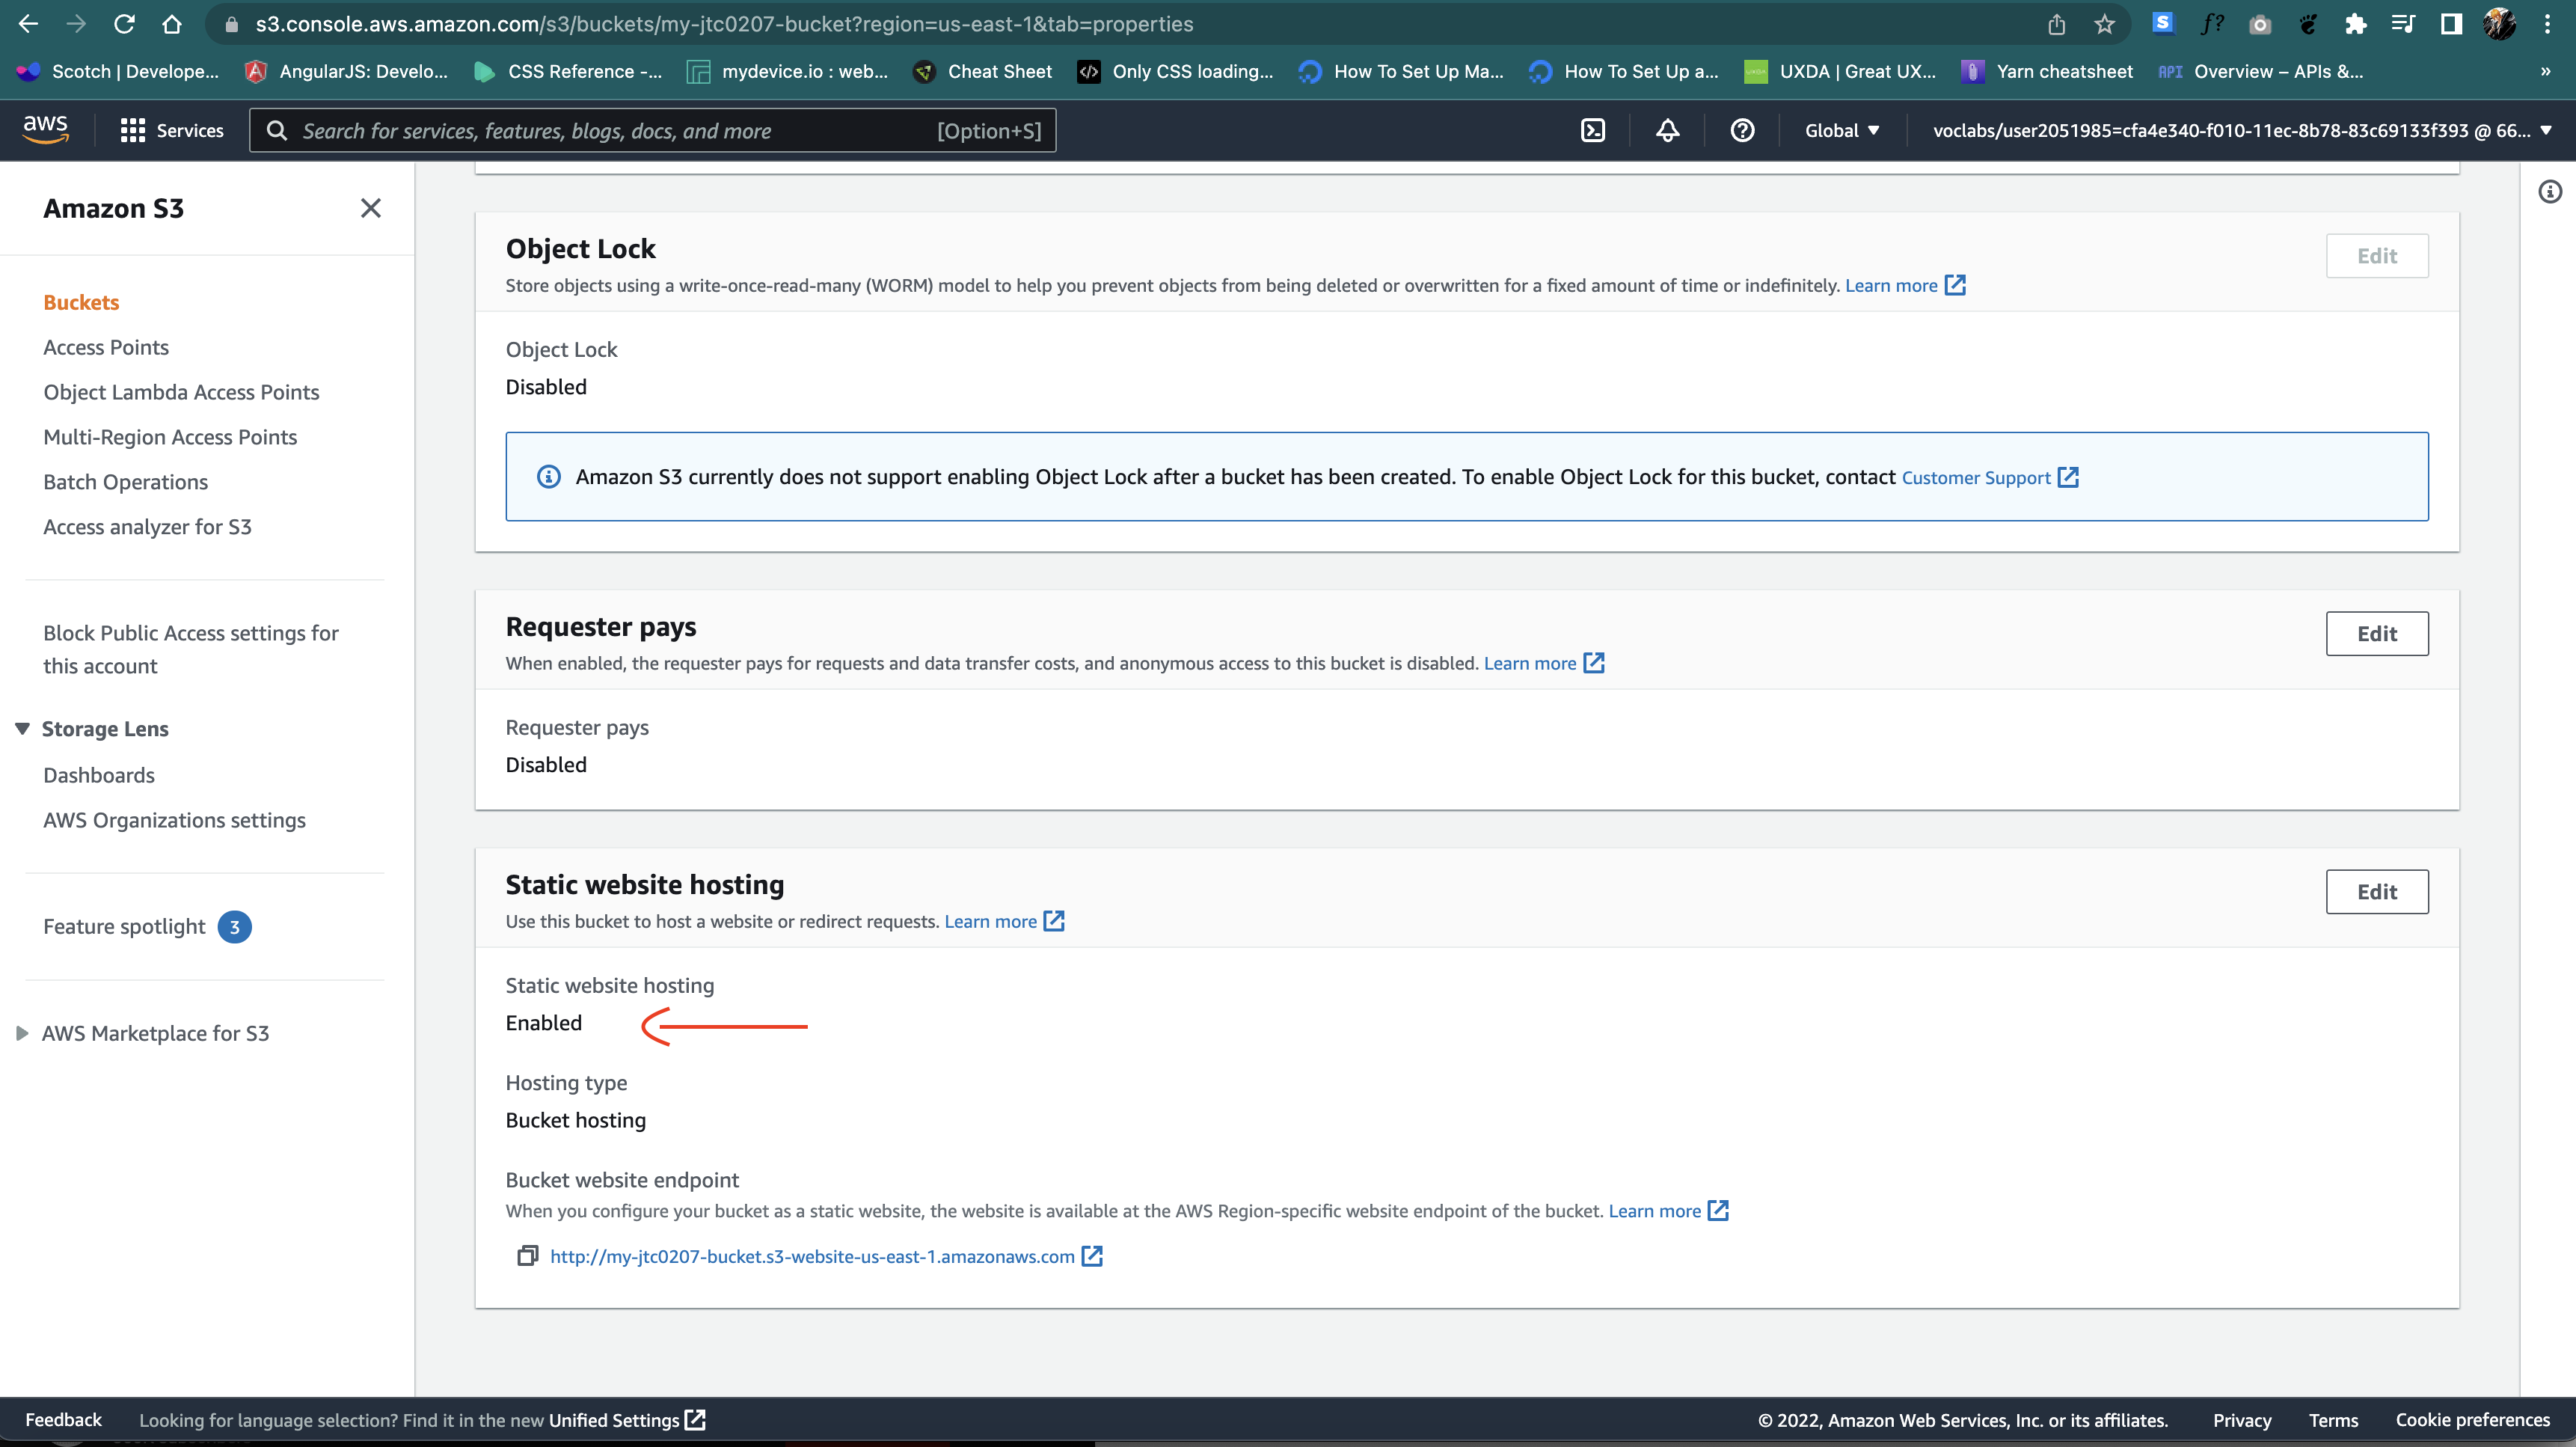 s3.console.aws.amazon.com/s3/buckets/my-jtc0207-bucket?region=us-east-1&tab=properties
S f?
Scotch | Develope... AngularJS: Develo... CSS Reference -... mydevice.io : web... Cheat Sheet Only CSS loading... How To Set Up Ma... How To Set Up a... UXDA | Great UX... Yarn cheatsheet API Overview – APIs &... »
aws Services Search for services, features, blogs, docs, and more [Option+S] Global voclabs/user2051985=cfa4e340-f010-11ec-8b78-83c69133f393 @ 66...
Amazon S3
Buckets
Access Points
Object Lambda Access Points
Multi-Region Access Points
Batch Operations
Access analyzer for S3
Block Public Access settings for
this account
Storage Lens
Dashboards
AWS Organizations settings
Feature spotlight 3
AWS Marketplace for S3
Object Lock
Edit
Store objects using a write-once-read-many (WORM) model to help you prevent objects from being deleted or overwritten for a fixed amount of time or indefinitely. Learn more
Object Lock
Disabled
Amazon S3 currently does not support enabling Object Lock after a bucket has been created. To enable Object Lock for this bucket, contact Customer Support
Requester pays
Edit
When enabled, the requester pays for requests and data transfer costs, and anonymous access to this bucket is disabled. Learn more
Requester pays
Disabled
Static website hosting
Edit
Use this bucket to host a website or redirect requests. Learn more
Static website hosting
Enabled
Hosting type
Bucket hosting
Bucket website endpoint
When you configure your bucket as a static website, the website is available at the AWS Region-specific website endpoint of the bucket. Learn more
http://my-jtc0207-bucket.s3-website-us-east-1.amazonaws.com
Feedback Looking for language selection? Find it in the new Unified Settings © 2022, Amazon Web Services, Inc. or its affiliates. Privacy Terms Cookie preferences